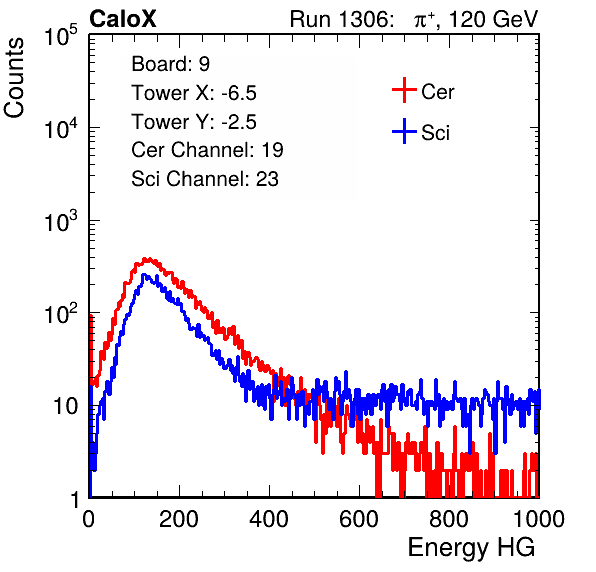 CaloX Run 1306: π⁺, 120 GeV
Board: 9
Tower X: -6.5
Tower Y: -2.5
Cer Channel: 19
Sci Channel: 23
Cer
Sci
Counts
10⁵
10⁴
10³
10²
10
1
0 200 400 600 800 1000
Energy HG